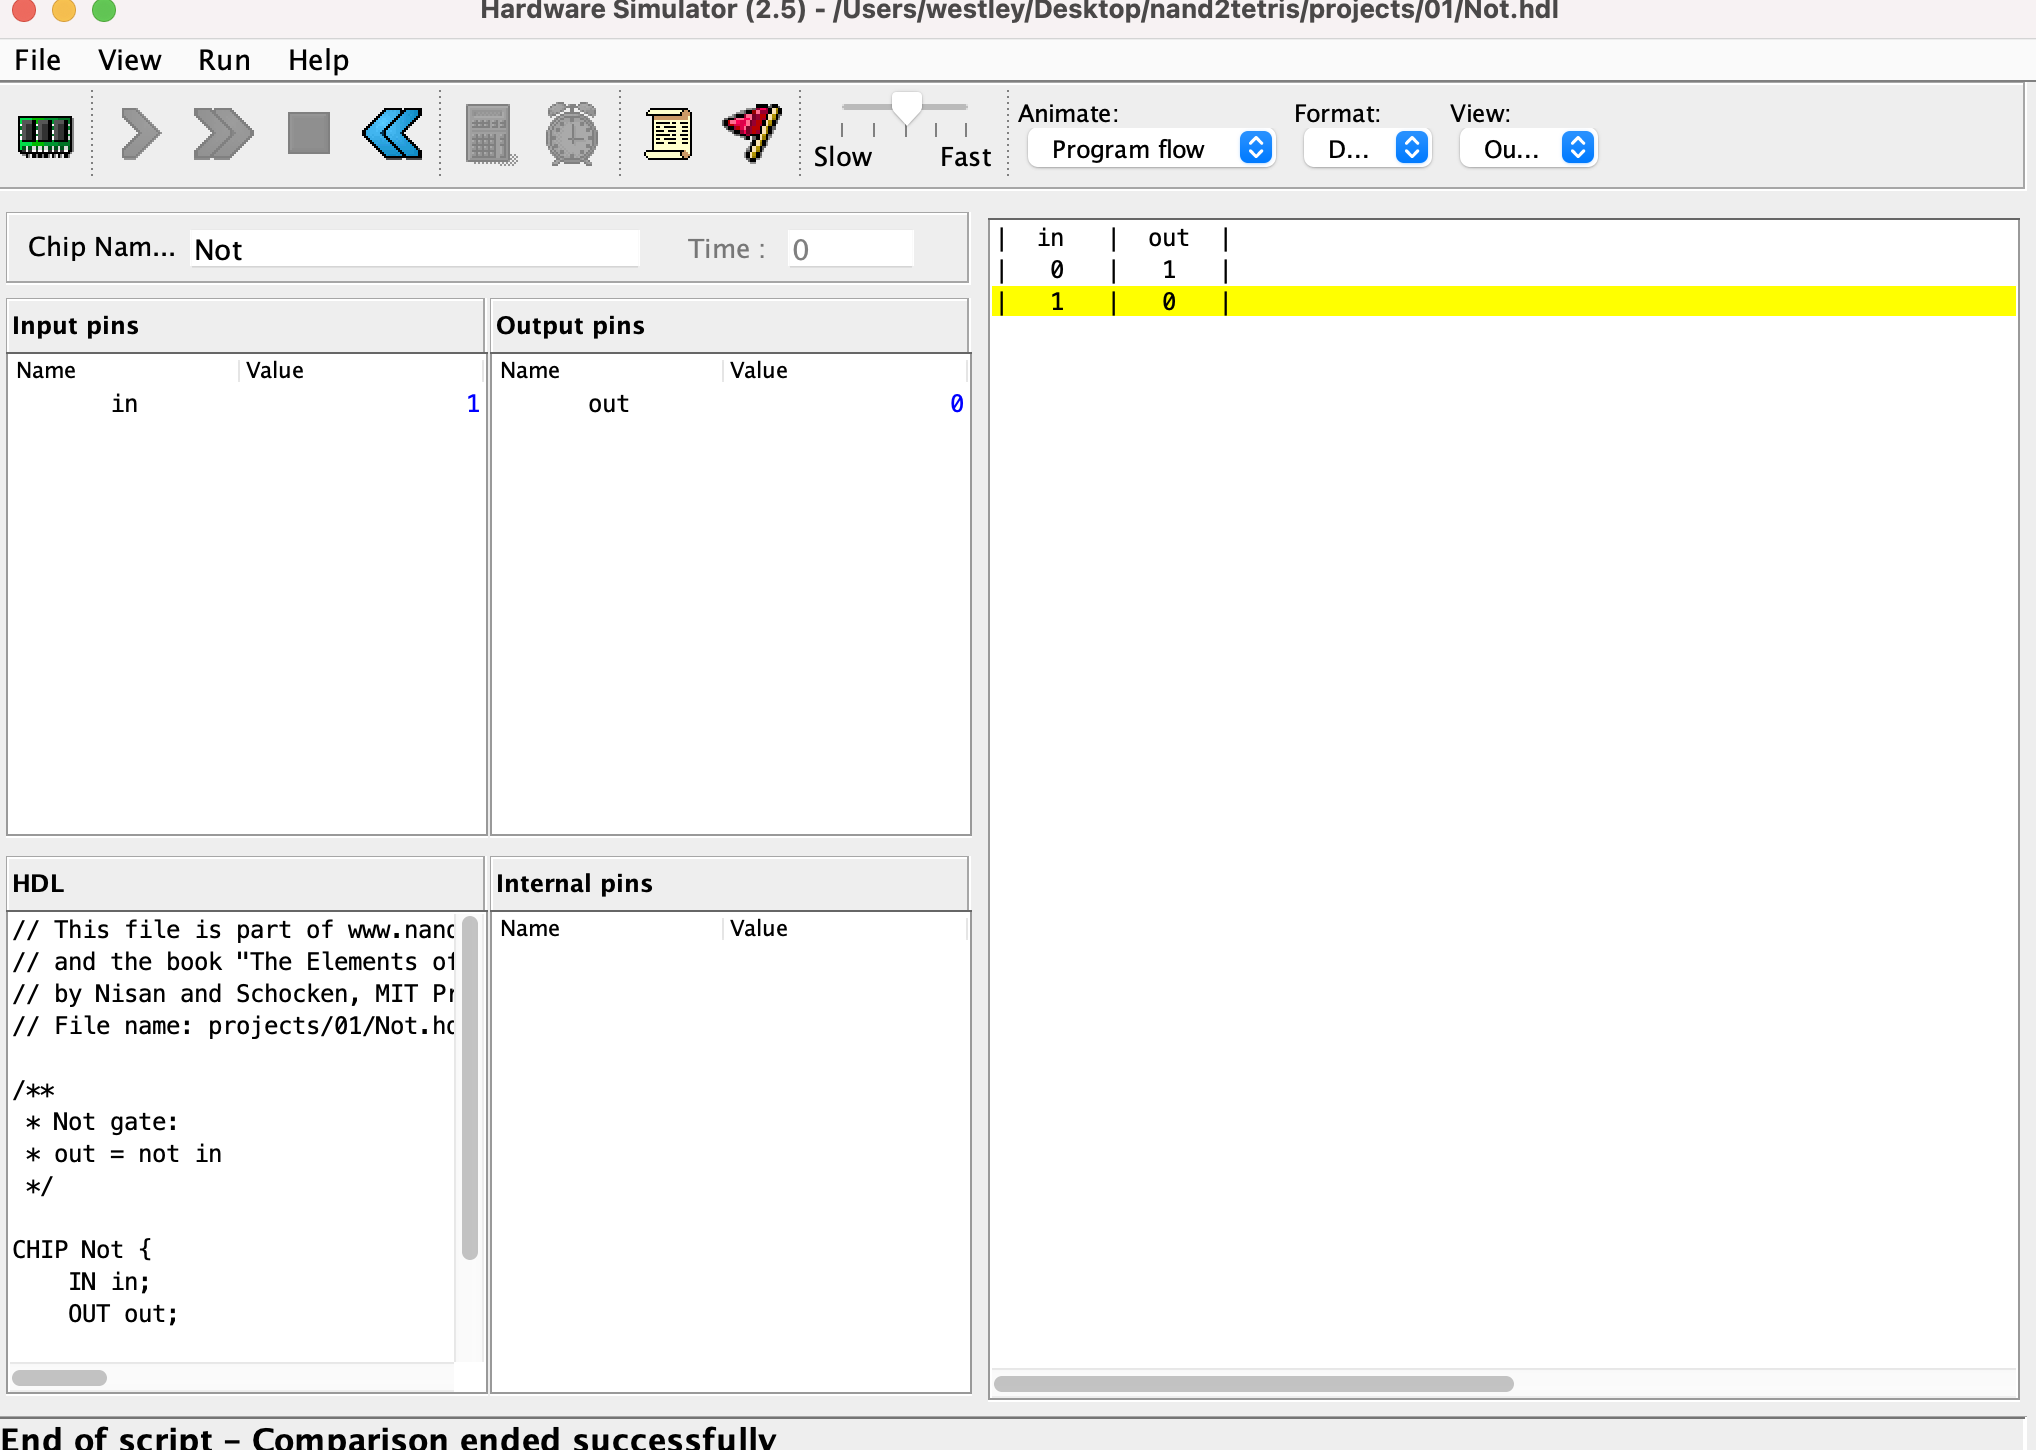 Hardware Simulator (2.5) - /Users/westley/Desktop/nand2tetris/projects/01/Not.hdl
File View Run Help
Slow Fast
Animate: Format: View:
Program flow D... Ou...
Chip Nam... Not Time : 0
Input pins
Name Value
in 1
Output pins
Name Value
out 0
HDL
// This file is part of www.nand
// and the book "The Elements of
// by Nisan and Schocken, MIT Pr
// File name: projects/01/Not.hd
/**
* Not gate:
* out = not in
*/
CHIP Not {
IN in;
OUT out;
Internal pins
Name Value
| in | out |
| 0 | 1 |
| 1 | 0 |
End of script – Comparison ended successfully